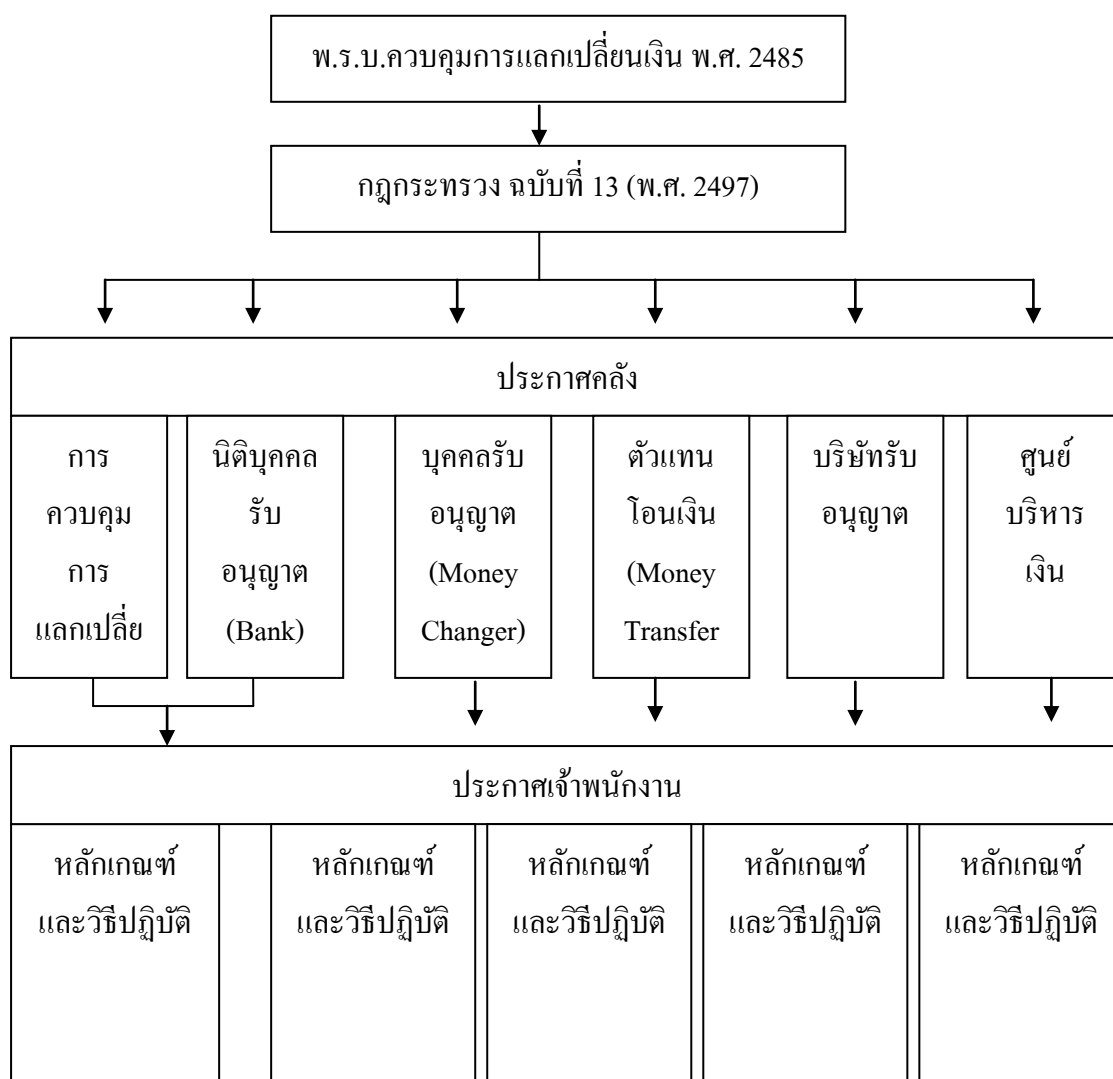 พ.ร.บ.ควบคุมการแลกเปลี่ยนเงิน พ.ศ. 2485
กฎกระทรวง ฉบับที่ 13 (พ.ศ. 2497)
ประกาศคลัง
การ
ควบคุม
การ
แลกเปลี่ย
นิติบุคคล
รับ
อนุญาต
(Bank)
บุคคลรับ
อนุญาต
(Money
Changer)
ตัวแทน
โอนเงิน
(Money
Transfer
บริษัทรับ
อนุญาต
ศูนย์
บริหาร
เงิน
ประกาศเจ้าพนักงาน
หลักเกณฑ์
และวิธีปฏิบัติ
หลักเกณฑ์
และวิธีปฏิบัติ
หลักเกณฑ์
และวิธีปฏิบัติ
หลักเกณฑ์
และวิธีปฏิบัติ
หลักเกณฑ์
และวิธีปฏิบัติ